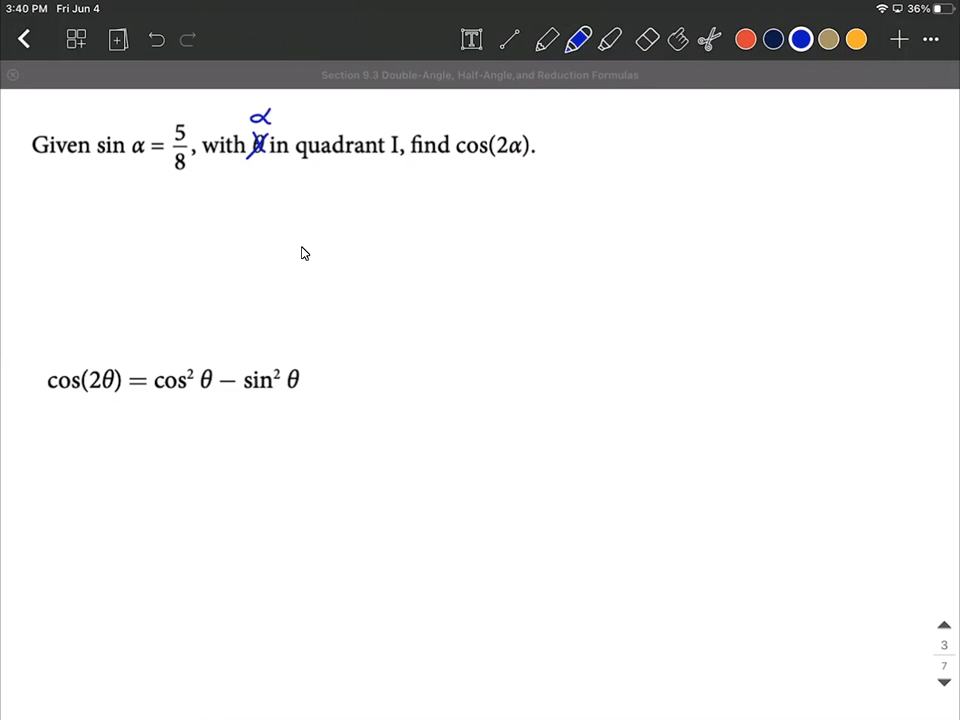 3:40 PM Fri Jun 4 36%
T
Section 9.3 Double-Angle, Half-Angle,and Reduction Formulas
α
Given sin α = 5/8, with θ in quadrant I, find cos(2α).
cos(2θ) = cos² θ − sin² θ
3
7